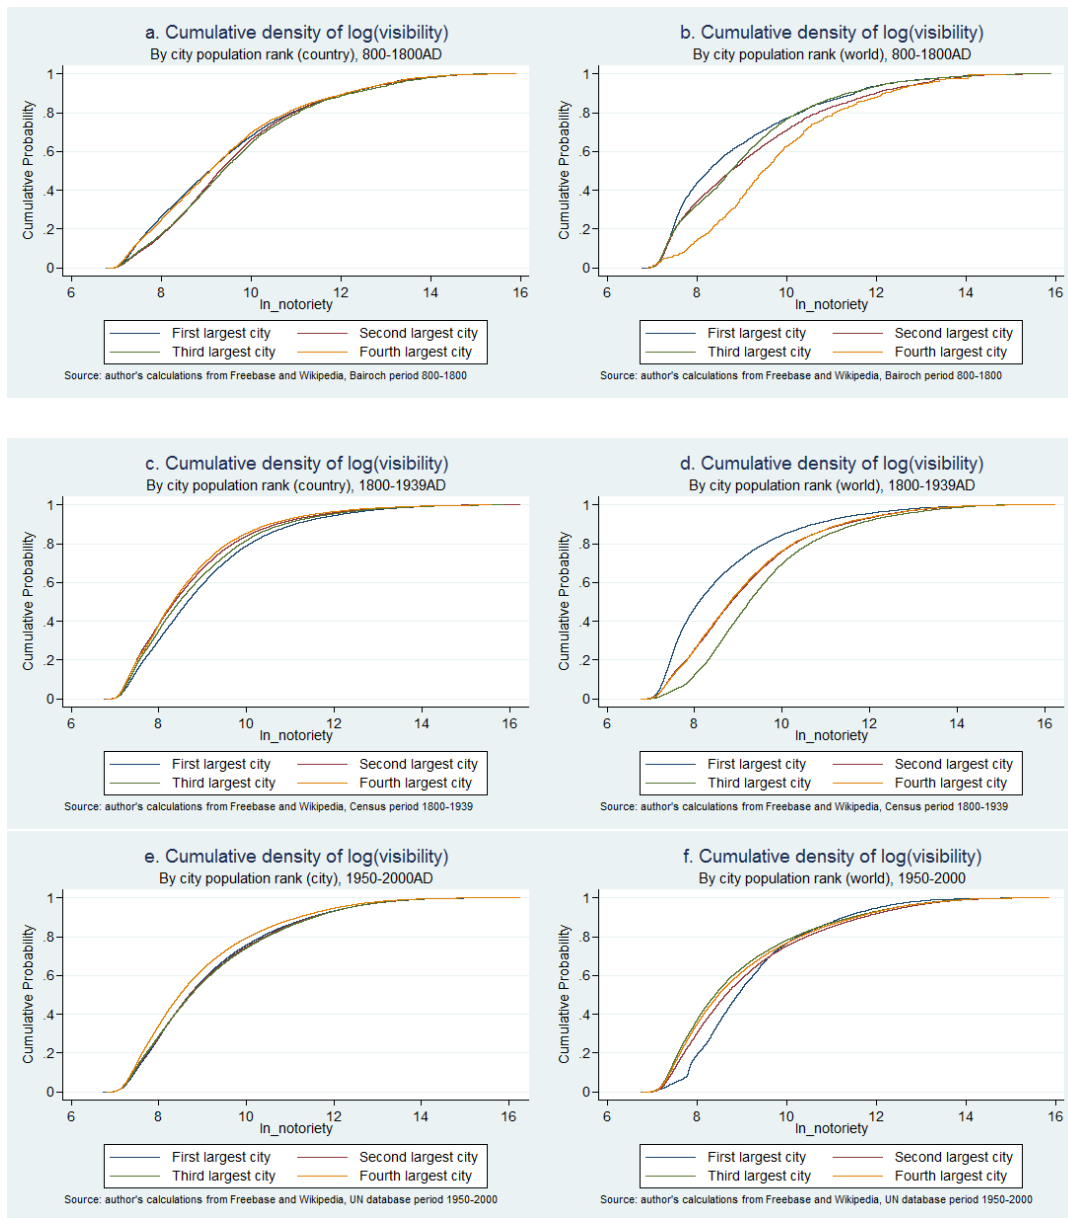 a. Cumulative density of log(visibility)
By city population rank (country), 800-1800AD
Cumulative Probability
1
.8
.6
.4
.2
0
6 8 10 12 14 16
ln_notoriety
First largest city Second largest city
Third largest city Fourth largest city
Source: author's calculations from Freebase and Wikipedia, Bairoch period 800-1800
b. Cumulative density of log(visibility)
By city population rank (world), 800-1800AD
Cumulative Probability
1
.8
.6
.4
.2
0
6 8 10 12 14 16
ln_notoriety
First largest city Second largest city
Third largest city Fourth largest city
Source: author's calculations from Freebase and Wikipedia, Bairoch period 800-1800
c. Cumulative density of log(visibility)
By city population rank (country), 1800-1939AD
Cumulative Probability
1
.8
.6
.4
.2
0
6 8 10 12 14 16
ln_notoriety
First largest city Second largest city
Third largest city Fourth largest city
Source: author's calculations from Freebase and Wikipedia, Census period 1800-1939
d. Cumulative density of log(visibility)
By city population rank (world), 1800-1939AD
Cumulative Probability
1
.8
.6
.4
.2
0
6 8 10 12 14 16
ln_notoriety
First largest city Second largest city
Third largest city Fourth largest city
Source: author's calculations from Freebase and Wikipedia, Census period 1800-1939
e. Cumulative density of log(visibility)
By city population rank (city), 1950-2000AD
Cumulative Probability
1
.8
.6
.4
.2
0
6 8 10 12 14 16
ln_notoriety
First largest city Second largest city
Third largest city Fourth largest city
Source: author's calculations from Freebase and Wikipedia, UN database period 1950-2000
f. Cumulative density of log(visibility)
By city population rank (world), 1950-2000
Cumulative Probability
1
.8
.6
.4
.2
0
6 8 10 12 14 16
ln_notoriety
First largest city Second largest city
Third largest city Fourth largest city
Source: author's calculations from Freebase and Wikipedia, UN database period 1950-2000